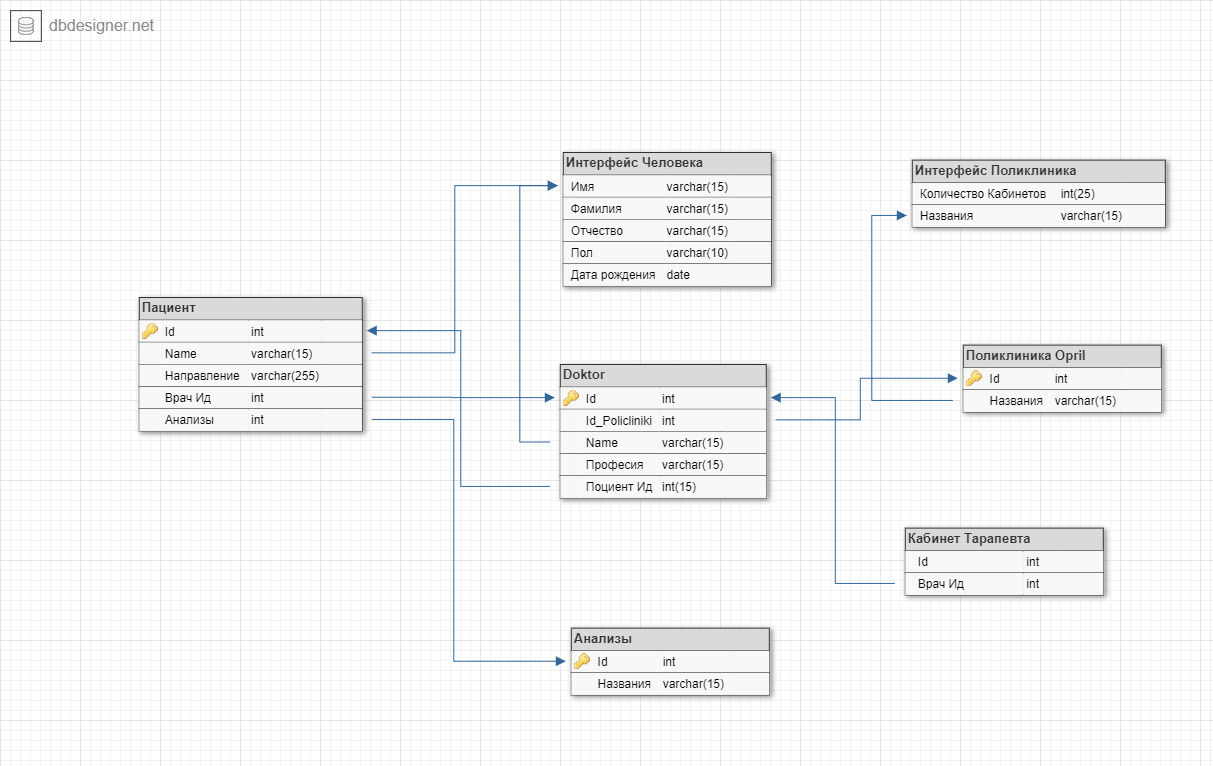 dbdesigner.net
Интерфейс Человека
Имя varchar(15)
Фамилия varchar(15)
Отчество varchar(15)
Пол varchar(10)
Дата рождения date
Интерфейс Поликлиника
Количество Кабинетов int(25)
Названия varchar(15)
Пациент
Id int
Name varchar(15)
Направление varchar(255)
Врач Ид int
Анализы int
Doktor
Id int
Id_Policliniki int
Name varchar(15)
Професия varchar(15)
Поциент Ид int(15)
Поликлиника Opril
Id int
Названия varchar(15)
Кабинет Тарапевта
Id int
Врач Ид int
Анализы
Id int
Названия varchar(15)